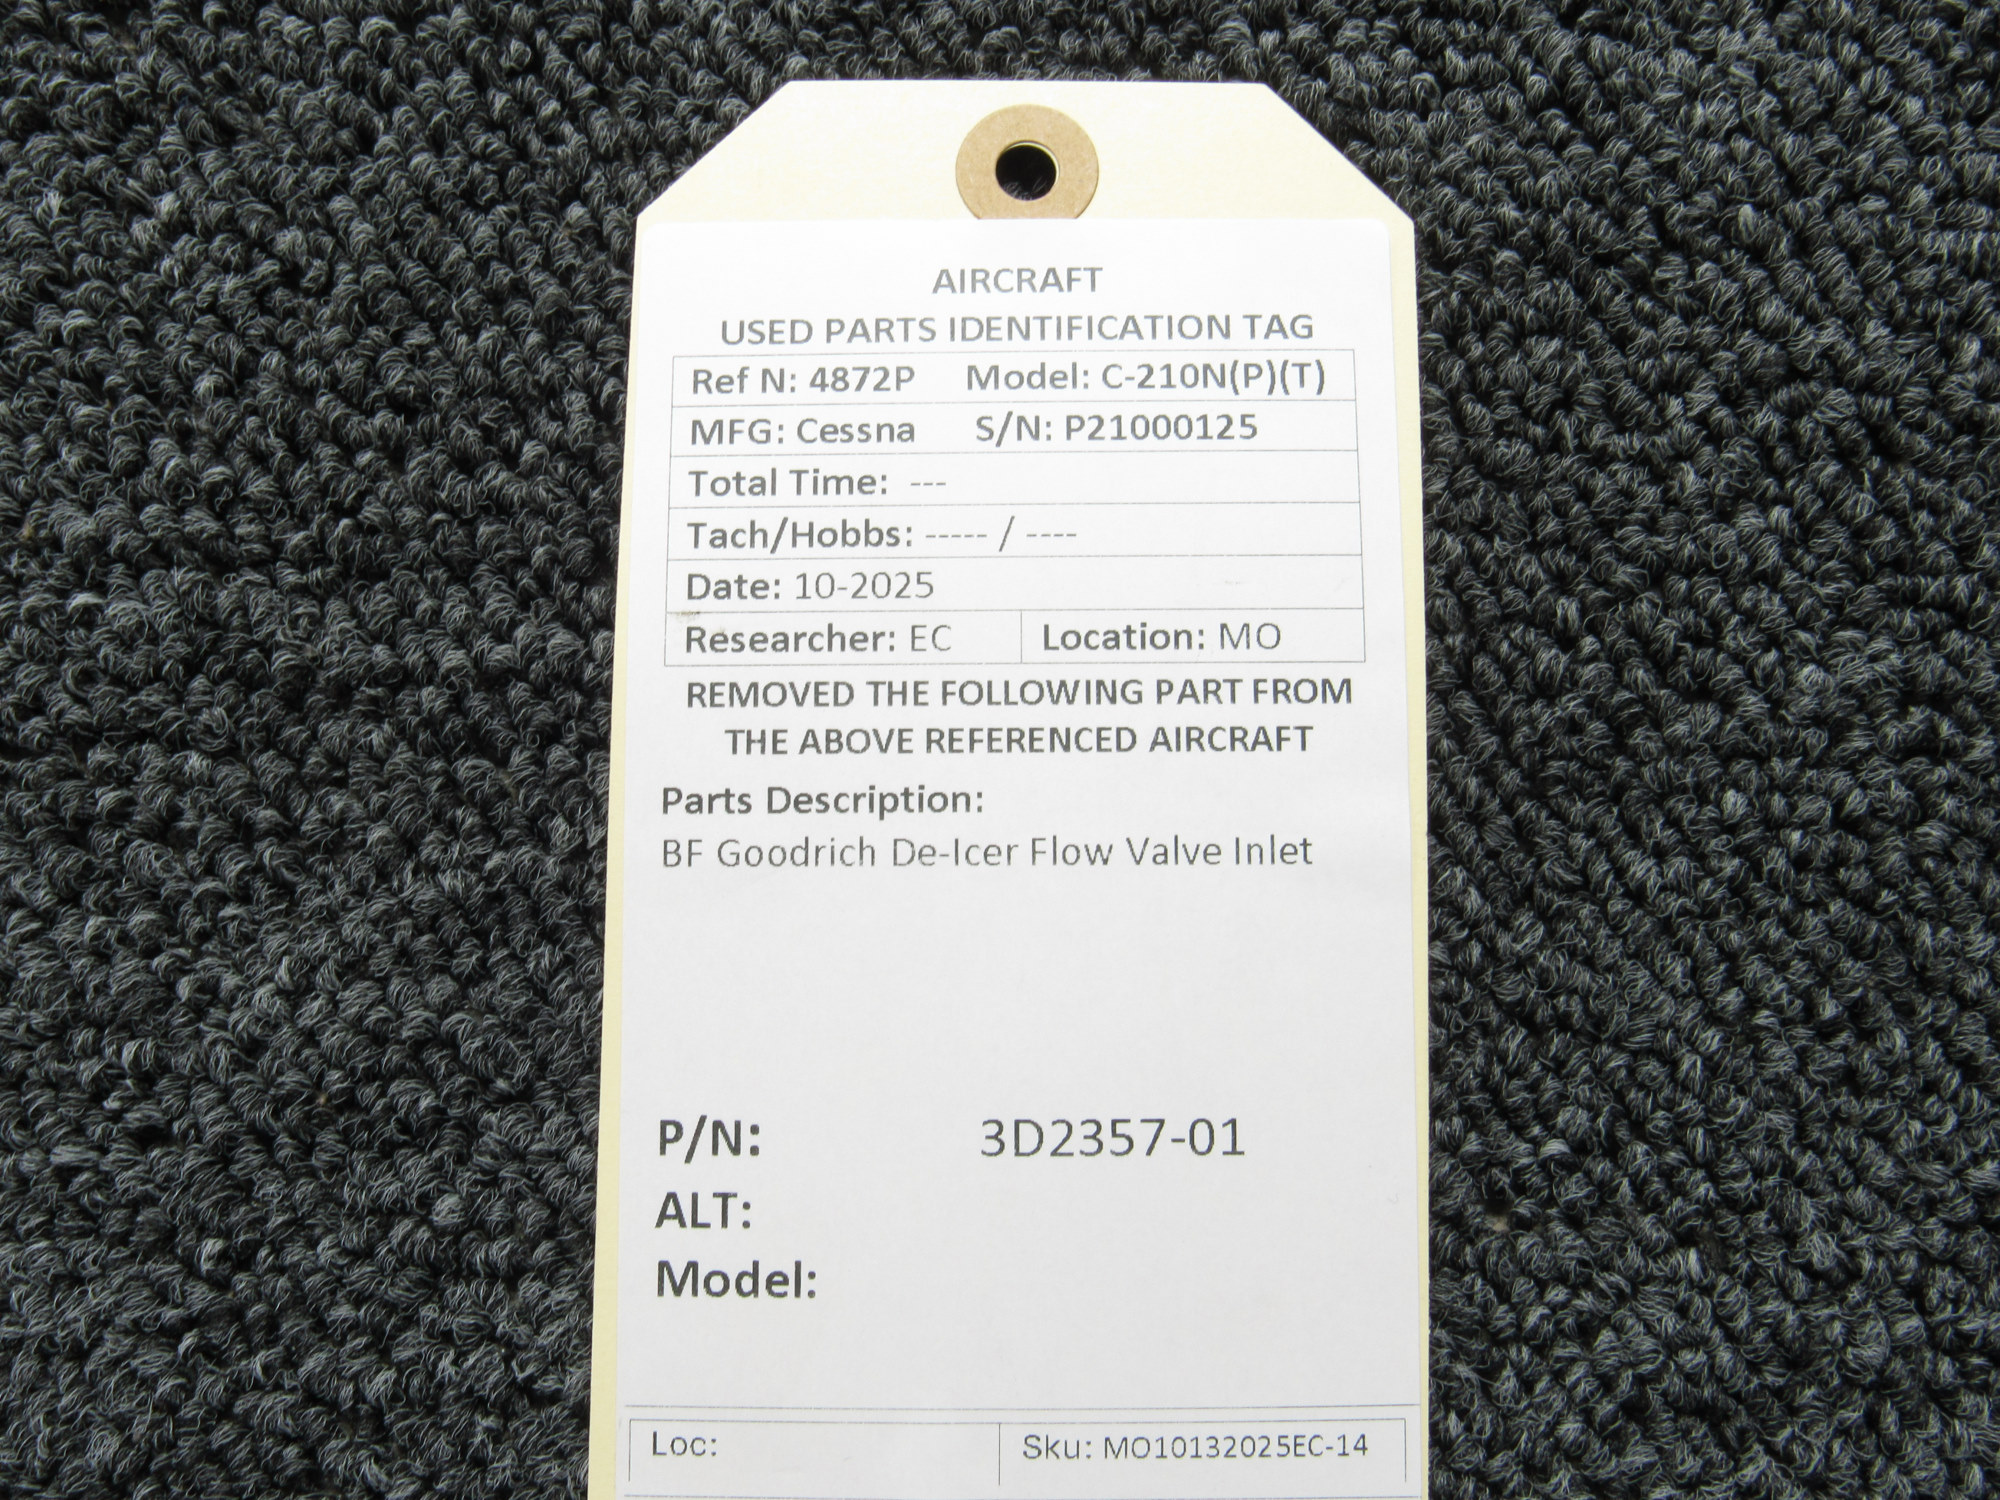 AIRCRAFT
USED PARTS IDENTIFICATION TAG
Ref N: 4872P Model: C-210N(P)(T)
MFG: Cessna S/N: P21000125
Total Time: ---
Tach/Hobbs: ----- / ----
Date: 10-2025
Researcher: EC Location: MO
REMOVED THE FOLLOWING PART FROM
THE ABOVE REFERENCED AIRCRAFT
Parts Description:
BF Goodrich De-Icer Flow Valve Inlet
P/N: 3D2357-01
ALT:
Model:
Loc: Sku: MO10132025EC-14